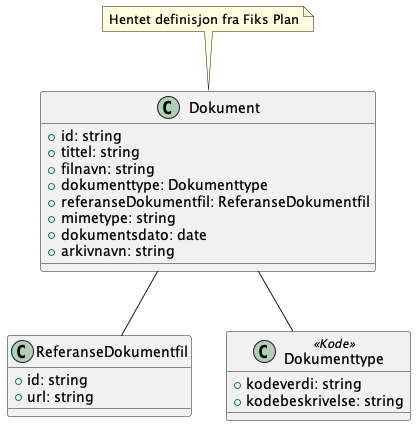 Hentet definisjon fra Fiks Plan
C Dokument
id: string
tittel: string
filnavn: string
dokumenttype: Dokumenttype
referanseDokumentfil: ReferanseDokumentfil
mimetype: string
dokumentsdato: date
arkivnavn: string
C ReferanseDokumentfil
id: string
url: string
«Kode»
C Dokumenttype
kodeverdi: string
kodebeskrivelse: string